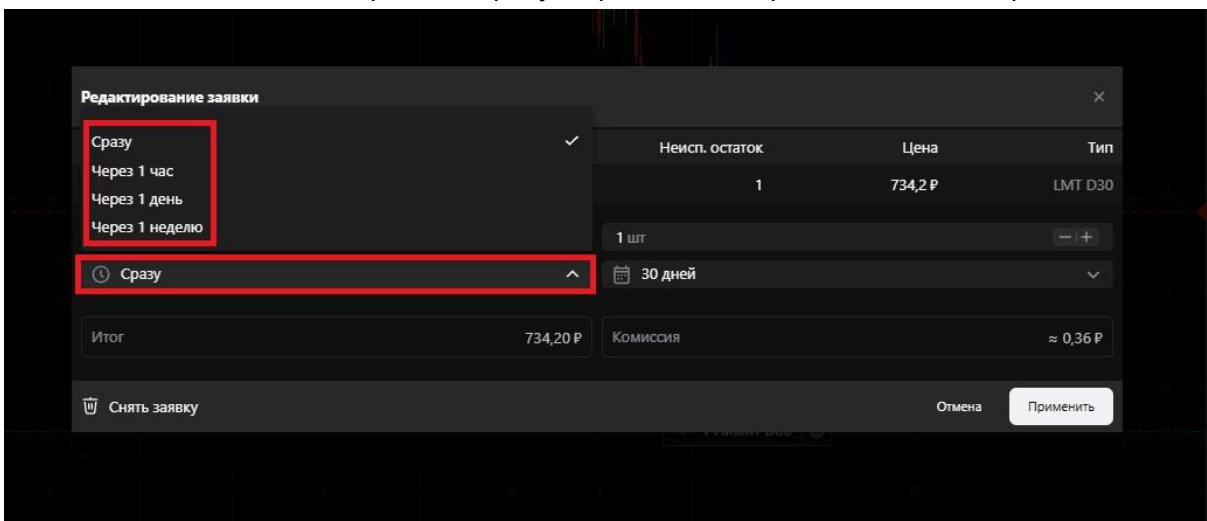 Редактирование заявки
Сразу
Через 1 час
Через 1 день
Через 1 неделю
Неисп. остаток Цена Тип
1 734,2 ₽ LMT D30
1 шт
Сразу
30 дней
Итог 734,20 ₽
Комиссия ≈ 0,36 ₽
Снять заявку
Отмена
Применить